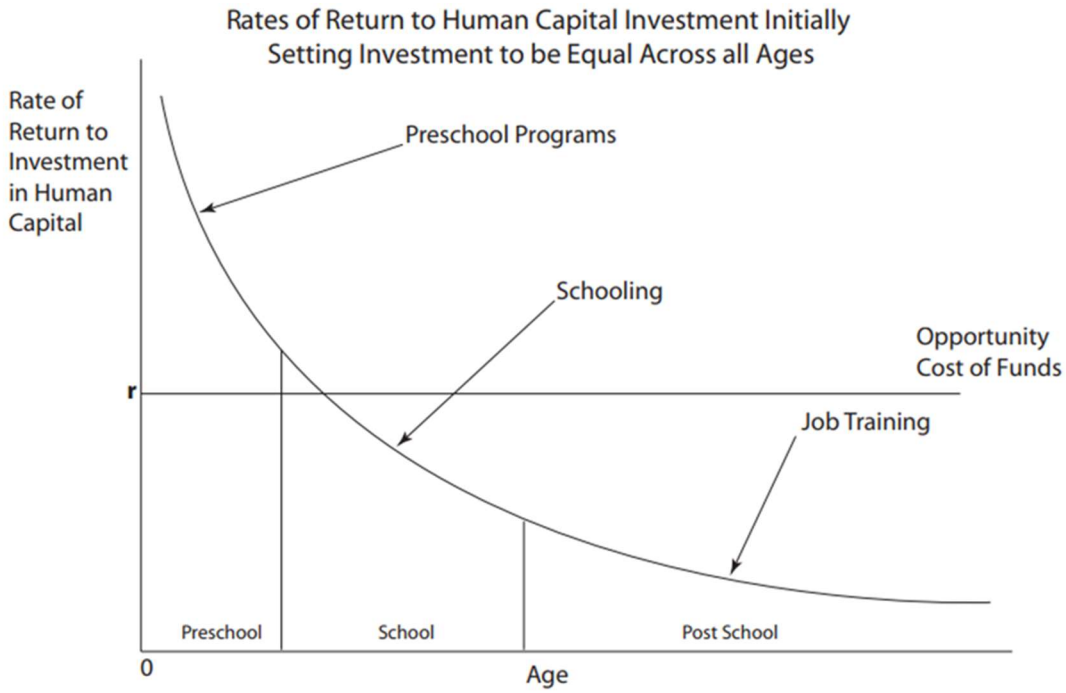 Rates of Return to Human Capital Investment Initially
Setting Investment to be Equal Across all Ages
Rate of
Return to
Investment
in Human
Capital
Preschool Programs
Schooling
Opportunity
Cost of Funds
r
Job Training
Preschool
School
Post School
0
Age